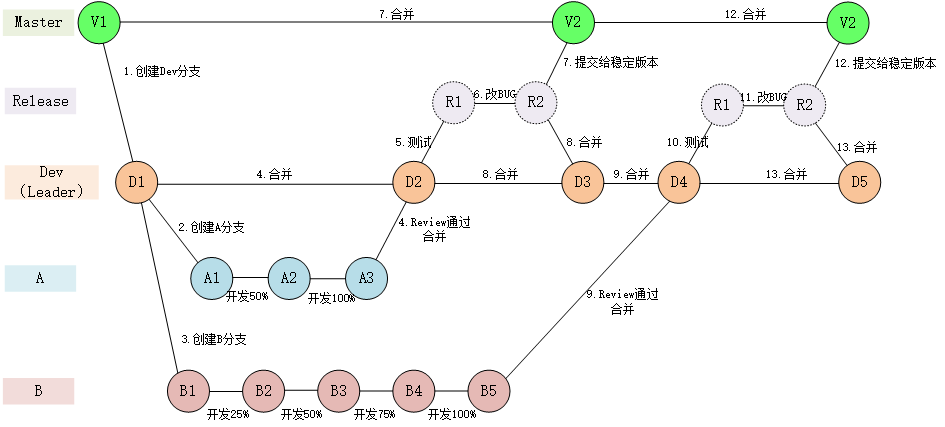 Master
V1
7.合并
V2
12.合并
V2
1.创建Dev分支
7.提交给稳定版本
12.提交给稳定版本
Release
R1
6.改BUG
R2
R1
11.改BUG
R2
5.测试
8.合并
10.测试
13.合并
Dev
(Leader)
D1
4.合并
D2
8.合并
D3
9.合并
D4
13.合并
D5
2.创建A分支
4.Review通过
合并
A
A1
A2
A3
开发50%
开发100%
9.Review通过
合并
3.创建B分支
B
B1
B2
B3
B4
B5
开发25%
开发50%
开发75%
开发100%